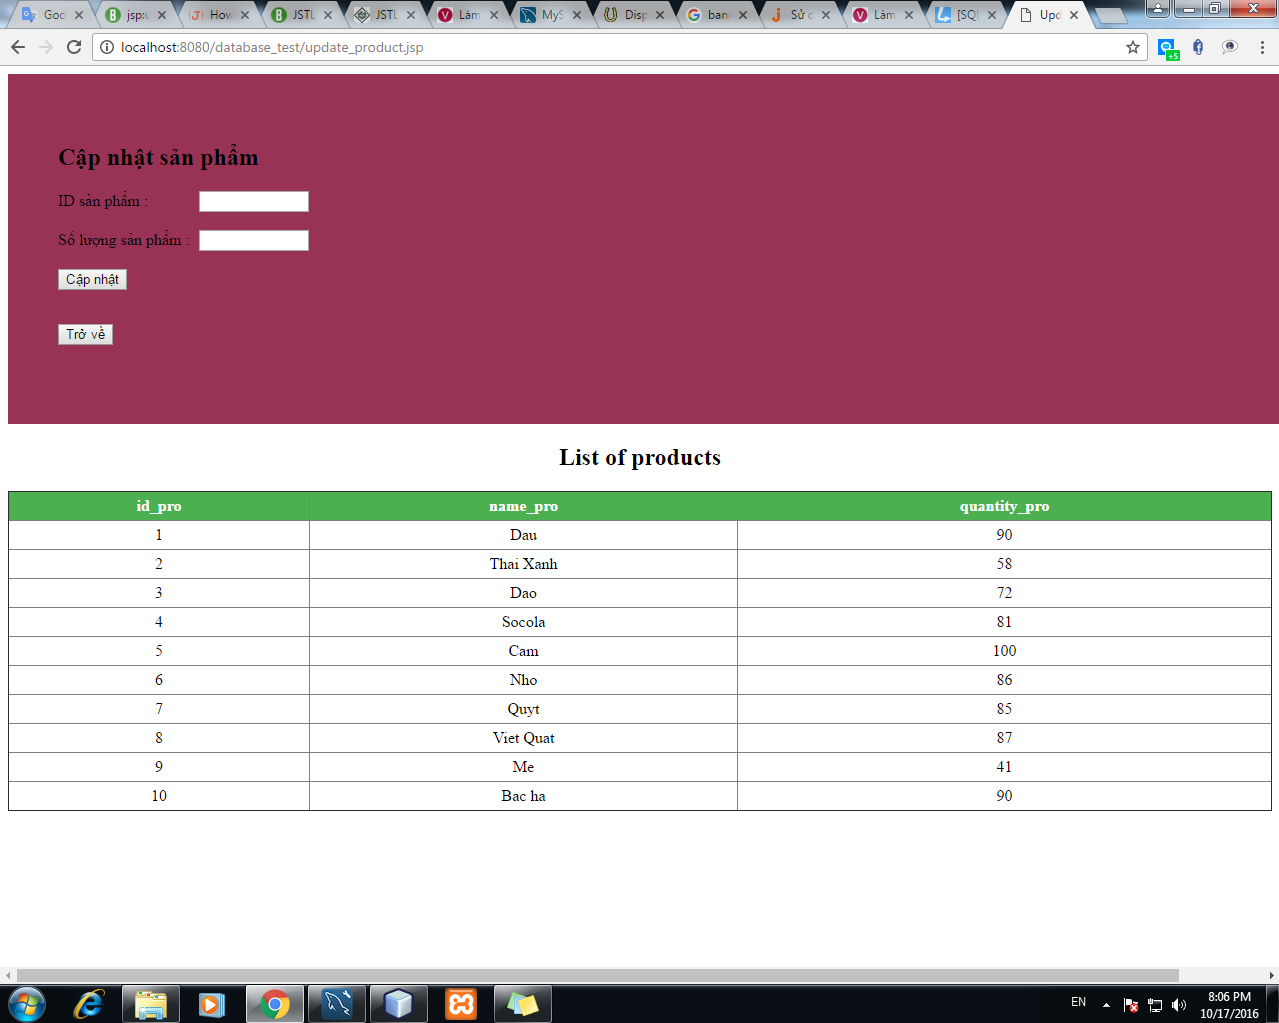 Goo
jsp:u
How
JSTL
JSTL
Làm
MyS
Disp
ban
Sử d
Làm
[SQ
Upd
localhost:8080/database_test/update_product.jsp
+5
Cập nhật sản phẩm
ID sản phẩm :
Số lượng sản phẩm :
Cập nhật
Trở về
List of products
id_pro name_pro quantity_pro
1 Dau 90
2 Thai Xanh 58
3 Dao 72
4 Socola 81
5 Cam 100
6 Nho 86
7 Quyt 85
8 Viet Quat 87
9 Me 41
10 Bac ha 90
EN
8:06 PM
10/17/2016